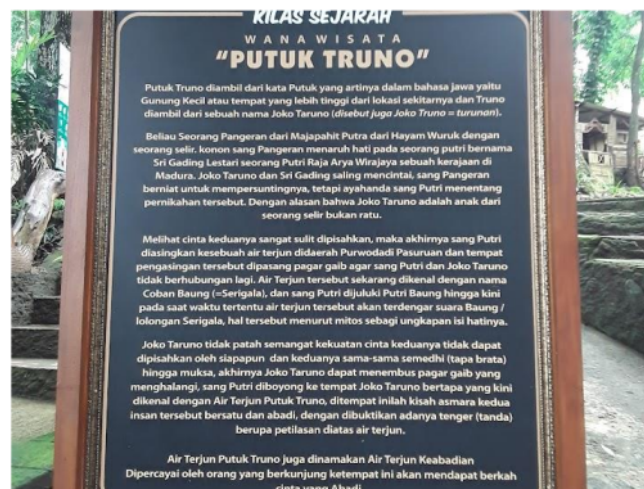 KILAS SEJARAH
WANA WISATA
"PUTUK TRUNO"
Putuk Truno diambil dari kata Putuk yang artinya dalam bahasa jawa yaitu
Gunung Kecil atau tempat yang lebih tinggi dari lokasi sekitarnya dan Truno
diambil dari sebuah nama Joko Taruno (disebut juga Joko Truno = turunan).
Beliau Seorang Pangeran dari Majapahit Putra dari Hayam Wuruk dengan
seorang selir. konon sang Pangeran menaruh hati pada seorang putri bernama
Sri Gading Lestari seorang Putri Raja Arya Wirajaya sebuah kerajaan di
Madura. Joko Taruno dan Sri Gading saling mencintai, sang Pangeran
berniat untuk mempersuntingnya, tetapi ayahanda sang Putri menentang
pernikahan tersebut. Dengan alasan bahwa Joko Taruno adalah anak dari
seorang selir bukan ratu.
Melihat cinta keduanya sangat sulit dipisahkan, maka akhirnya sang Putri
diasingkan kesebuah air terjun didaerah Purwodadi Pasuruan dan tempat
pengasingan tersebut dipasang pagar gaib agar sang Putri dan Joko Taruno
tidak berhubungan lagi. Air Terjun tersebut sekarang dikenal dengan nama
Coban Baung (=Serigala), dan sang Putri dijuluki Putri Baung hingga kini
pada saat waktu tertentu air terjun tersebut akan terdengar suara Baung /
lolongan Serigala, hal tersebut menurut mitos sebagai ungkapan isi hatinya.
Joko Taruno tidak patah semangat kekuatan cinta keduanya tidak dapat
dipisahkan oleh siapapun dan keduanya sama-sama semedhi (tapa brata)
hingga muksa, akhirnya Joko Taruno dapat menembus pagar gaib yang
menghalangi, sang Putri diboyong ke tempat Joko Taruno bertapa yang kini
dikenal dengan Air Terjun Putuk Truno, ditempat inilah kisah asmara kedua
insan tersebut bersatu dan abadi, dengan dibuktikan adanya tenger (tanda)
berupa petilasan diatas air terjun.
Air Terjun Putuk Truno juga dinamakan Air Terjun Keabadian
Dipercayai oleh orang yang berkunjung ketempat ini akan mendapat berkah
cinta yang Abadi